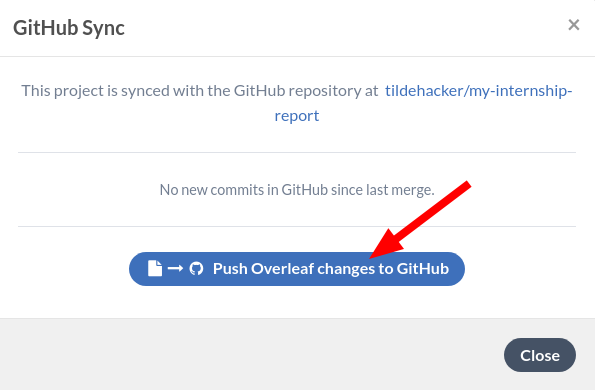 GitHub Sync
×
This project is synced with the GitHub repository at tildehacker/my-internship-
report
No new commits in GitHub since last merge.
Push Overleaf changes to GitHub
Close